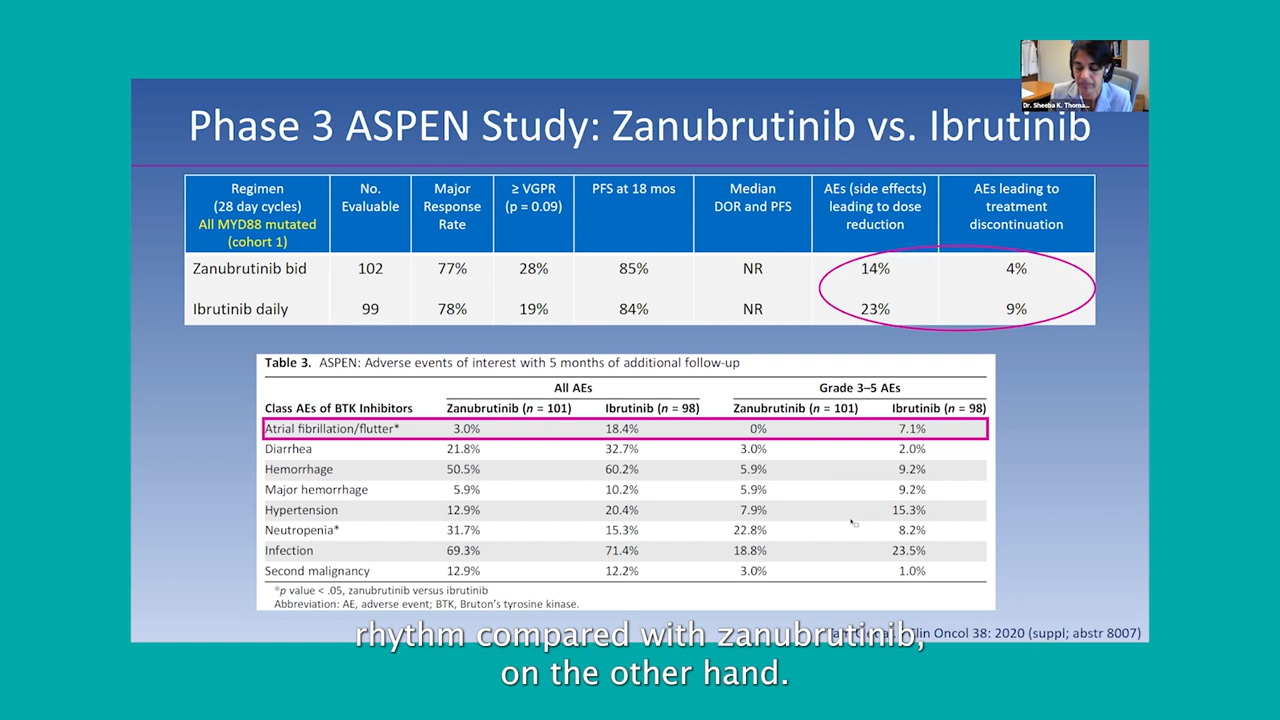 Dr. Sheeba K. Thoma...
Phase 3 ASPEN Study: Zanubrutinib vs. Ibrutinib
Regimen (28 day cycles) All MYD88 mutated (cohort 1) No. Evaluable Major Response Rate ≥ VGPR (p = 0.09) PFS at 18 mos Median DOR and PFS AEs (side effects) leading to dose reduction AEs leading to treatment discontinuation
Zanubrutinib bid 102 77% 28% 85% NR 14% 4%
Ibrutinib daily 99 78% 19% 84% NR 23% 9%
Table 3. ASPEN: Adverse events of interest with 5 months of additional follow-up
All AEs Grade 3–5 AEs
Class AEs of BTK Inhibitors Zanubrutinib (n = 101) Ibrutinib (n = 98) Zanubrutinib (n = 101) Ibrutinib (n = 98)
Atrial fibrillation/flutter* 3.0% 18.4% 0% 7.1%
Diarrhea 21.8% 32.7% 3.0% 2.0%
Hemorrhage 50.5% 60.2% 5.9% 9.2%
Major hemorrhage 5.9% 10.2% 5.9% 9.2%
Hypertension 12.9% 20.4% 7.9% 15.3%
Neutropenia* 31.7% 15.3% 22.8% 8.2%
Infection 69.3% 71.4% 18.8% 23.5%
Second malignancy 12.9% 12.2% 3.0% 1.0%
*p value < .05, zanubrutinib versus ibrutinib
Abbreviation: AE, adverse event; BTK, Bruton's tyrosine kinase.
Oncol 38: 2020 (suppl; abstr 8007)
rhythm compared with zanubrutinib,
on the other hand.